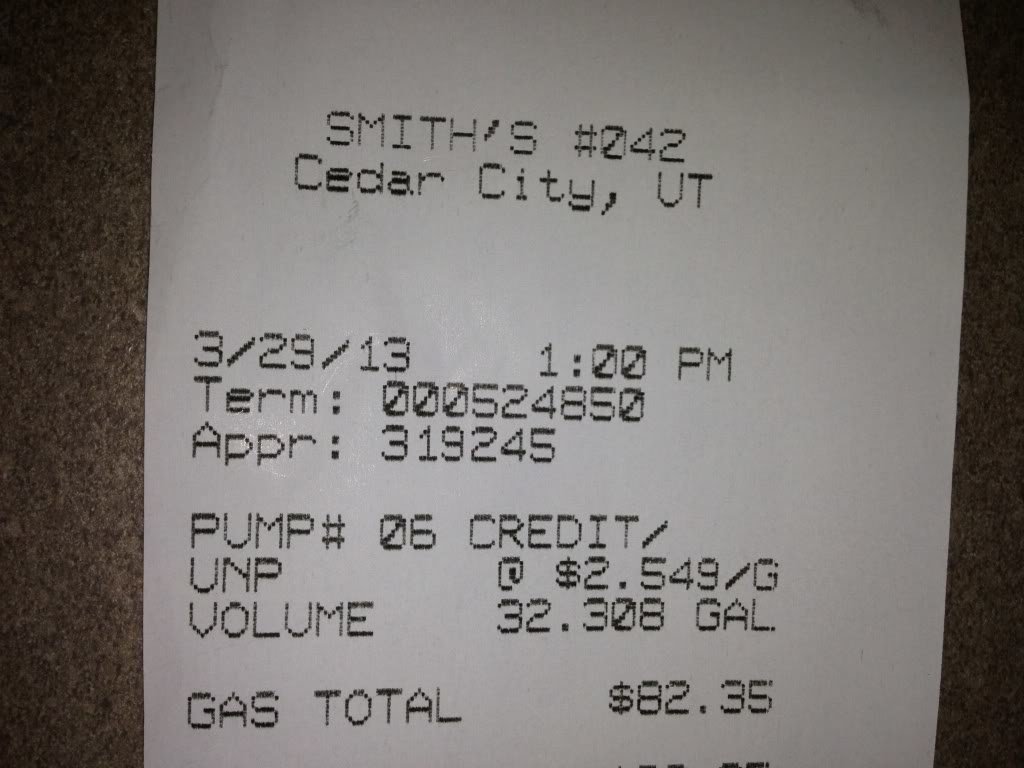 SMITH'S #042
Cedar City, UT
3/29/13 1:00 PM
Term: 000524850
Appr: 319245
PUMP# 06 CREDIT/
UNP @ $2.549/G
VOLUME 32.308 GAL
GAS TOTAL $82.35